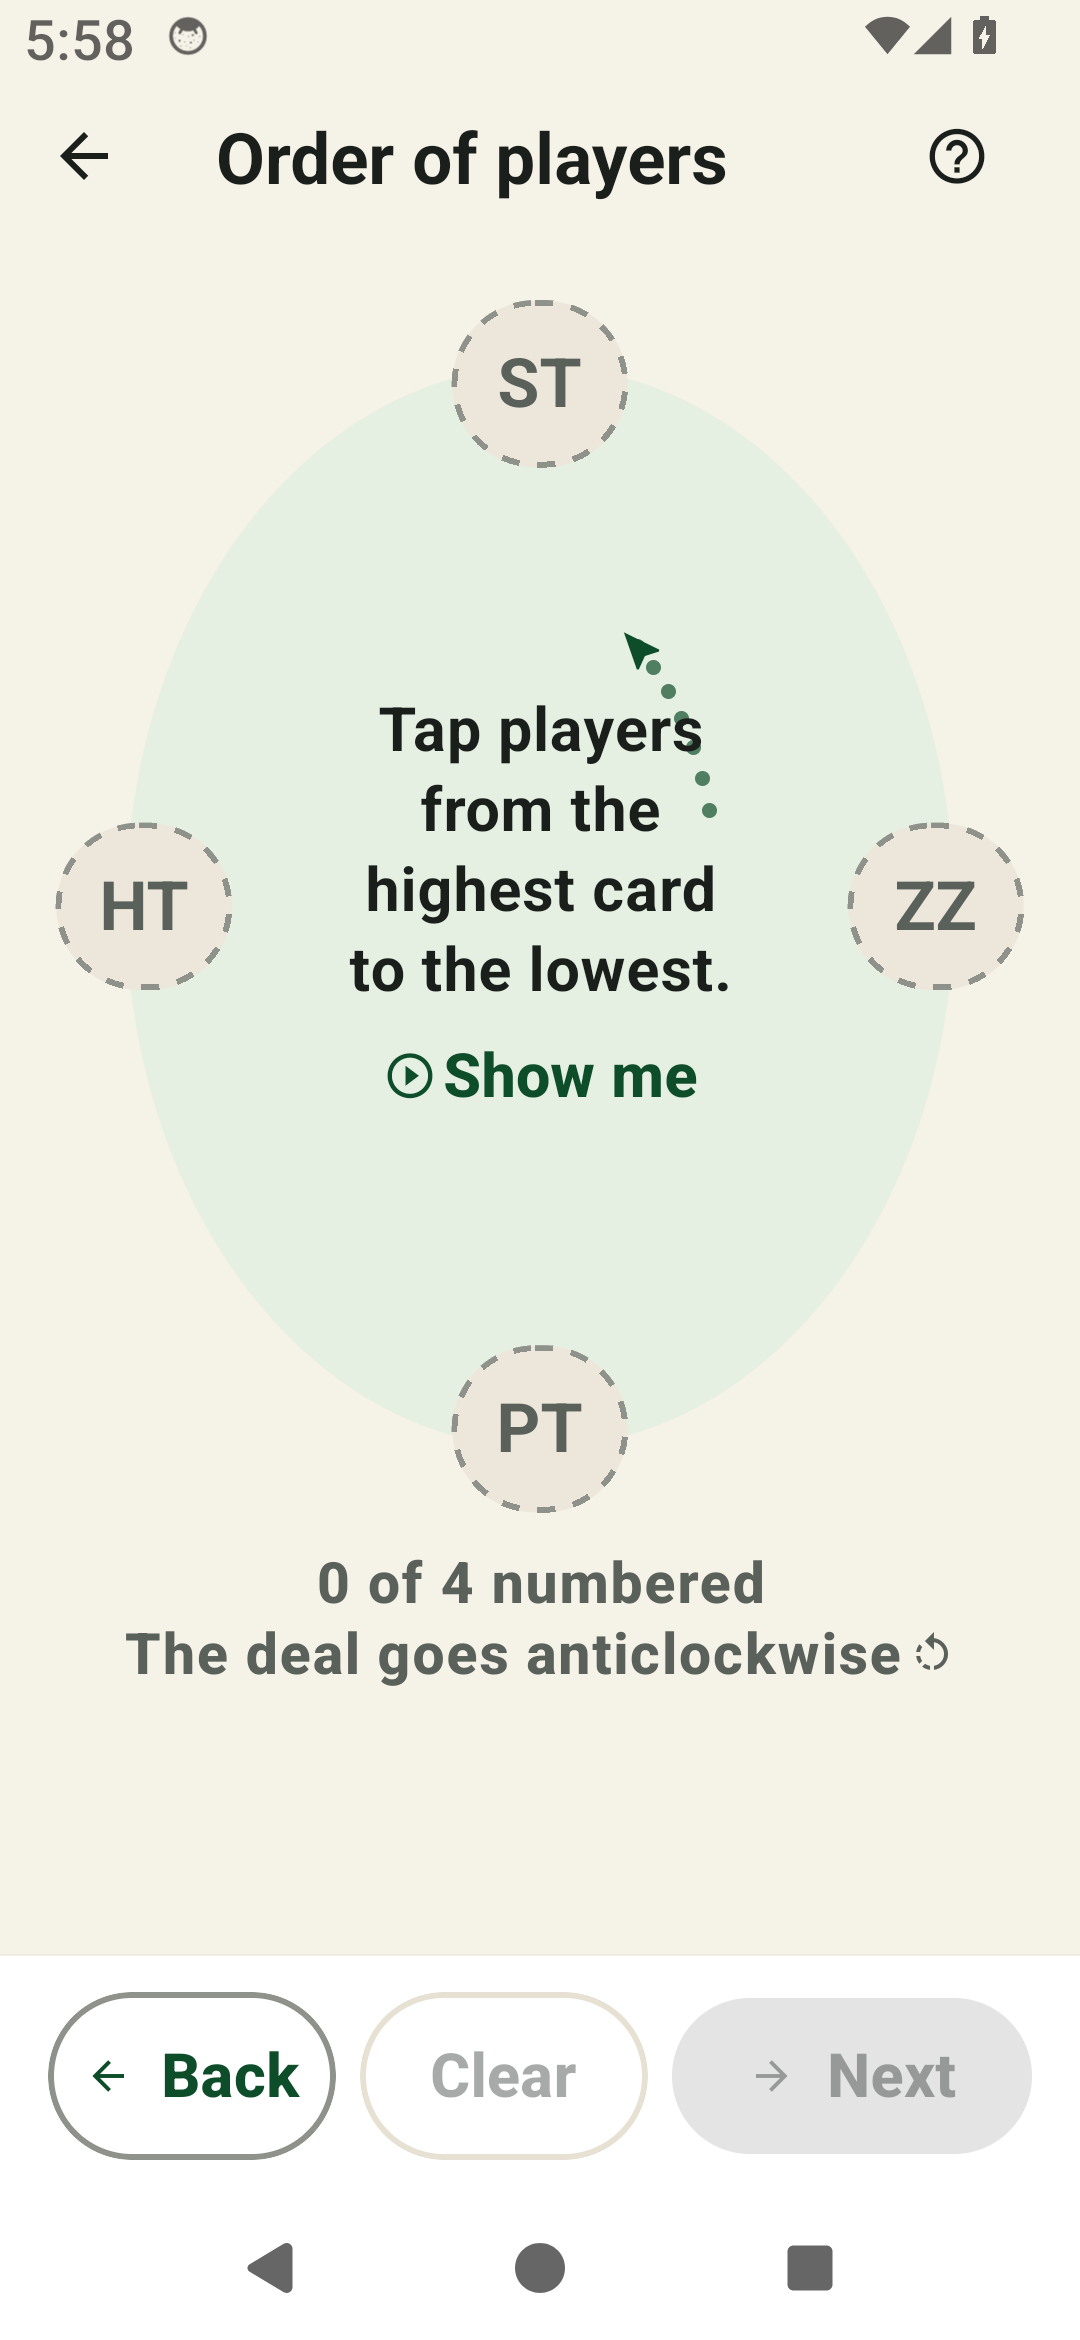 5:58
Order of players
ST
Tap players
from the
highest card
to the lowest.
HT
ZZ
Show me
PT
0 of 4 numbered
The deal goes anticlockwise
Back
Clear
Next